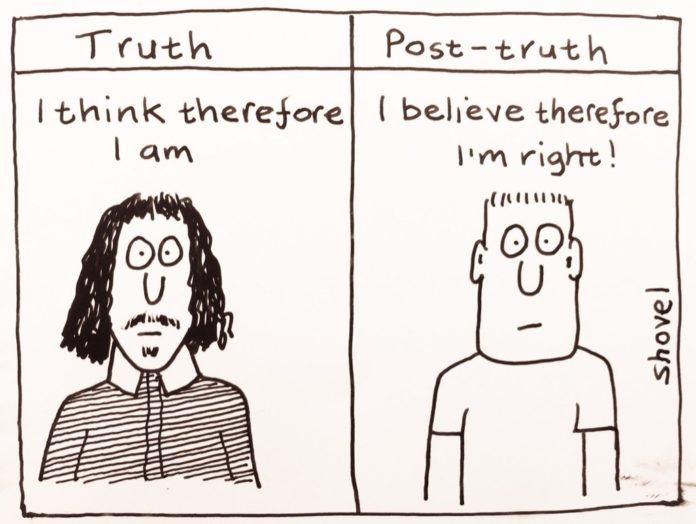 Truth
I think therefore
I am
Post-truth
I believe therefore
I'm right!
shovel